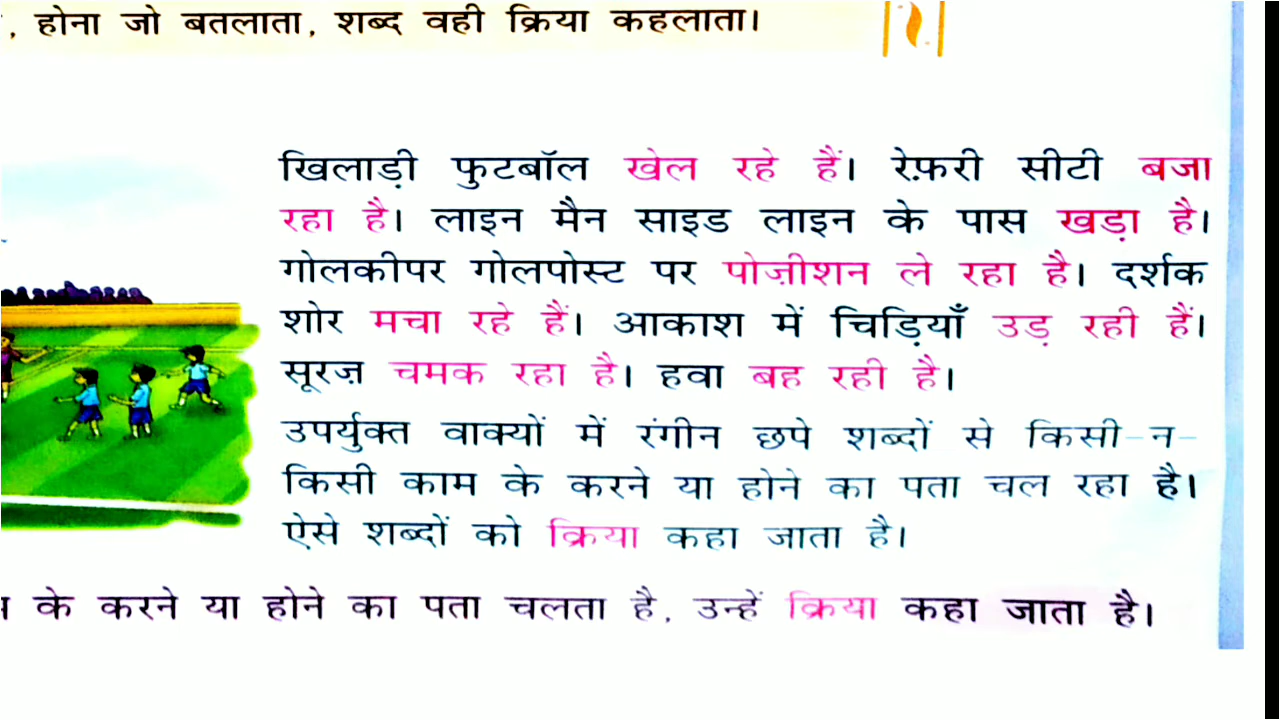 , होना जो बतलाता, शब्द वही क्रिया कहलाता।
खिलाड़ी फुटबॉल खेल रहे हैं। रेफ़री सीटी बजा
रहा है। लाइन मैन साइड लाइन के पास खड़ा है।
गोलकीपर गोलपोस्ट पर पोज़ीशन ले रहा है। दर्शक
शोर मचा रहे हैं। आकाश में चिड़ियाँ उड़ रही हैं।
सूरज़ चमक रहा है। हवा बह रही है।
उपर्युक्त वाक्यों में रंगीन छपे शब्दों से किसी-न-
किसी काम के करने या होने का पता चल रहा है।
ऐसे शब्दों को क्रिया कहा जाता है।
के करने या होने का पता चलता है, उन्हें क्रिया कहा जाता है।